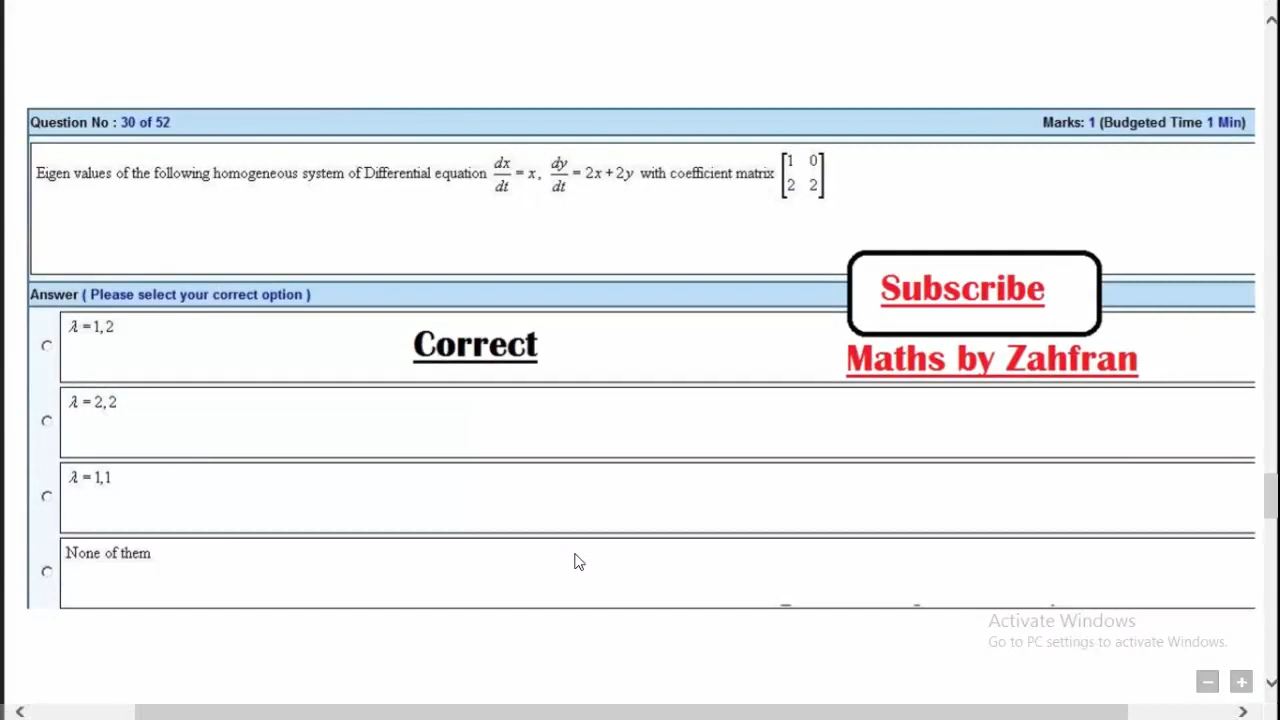 Question No : 30 of 52 Marks: 1 (Budgeted Time 1 Min)
Eigen values of the following homogeneous system of Differential equation dx/dt = x, dy/dt = 2x + 2y with coefficient matrix [1 0; 2 2]
Answer ( Please select your correct option )
Subscribe
λ = 1, 2
Correct
Maths by Zahfran
λ = 2, 2
λ = 1,1
None of them
Activate Windows
Go to PC settings to activate Windows.